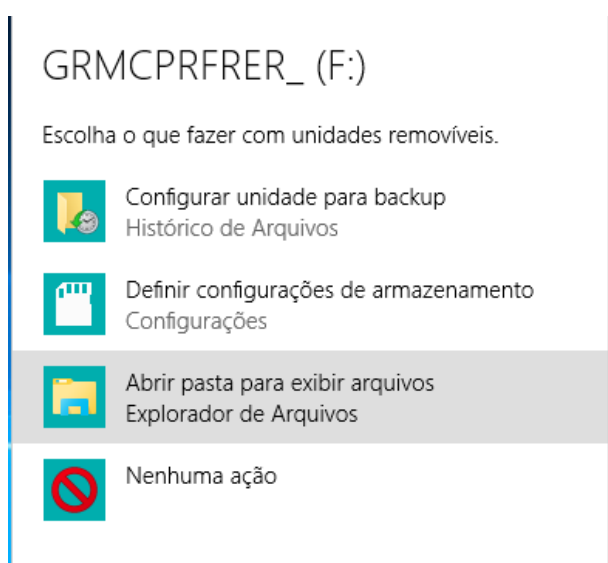 GRMCPRFRER_ (F:)
Escolha o que fazer com unidades removíveis.
Configurar unidade para backup
Histórico de Arquivos
Definir configurações de armazenamento
Configurações
Abrir pasta para exibir arquivos
Explorador de Arquivos
Nenhuma ação